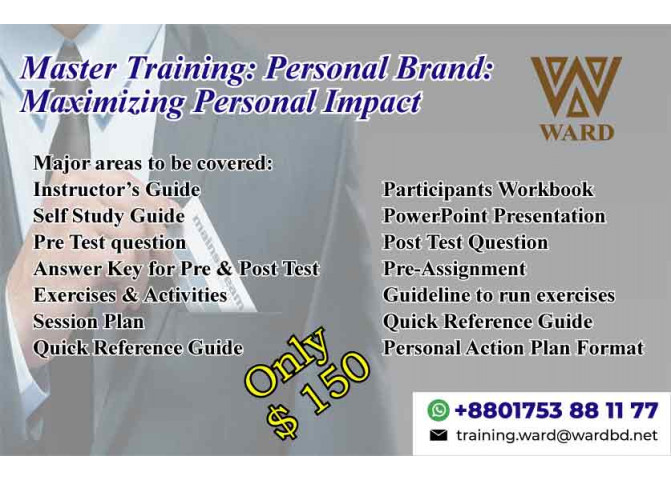 Master Training: Personal Brand:
Maximizing Personal Impact
WARD
Major areas to be covered:
Instructor's Guide
Self Study Guide
Pre Test question
Answer Key for Pre & Post Test
Exercises & Activities
Session Plan
Quick Reference Guide
Participants Workbook
PowerPoint Presentation
Post Test Question
Pre-Assignment
Guideline to run exercises
Quick Reference Guide
Personal Action Plan Format
mainstream
Only
$ 150
+8801753 88 11 77
training.ward@wardbd.net